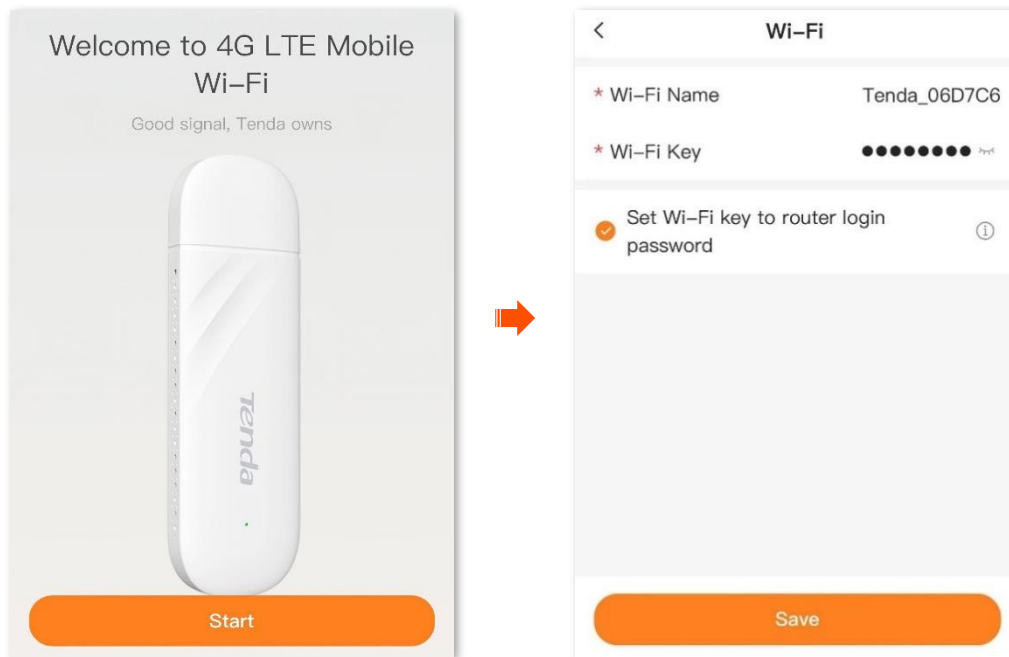 Welcome to 4G LTE Mobile
Wi-Fi
Good signal, Tenda owns
Tenda
Start
Wi-Fi
* Wi-Fi Name Tenda_06D7C6
* Wi-Fi Key ●●●●●●●●
Set Wi-Fi key to router login
password
Save